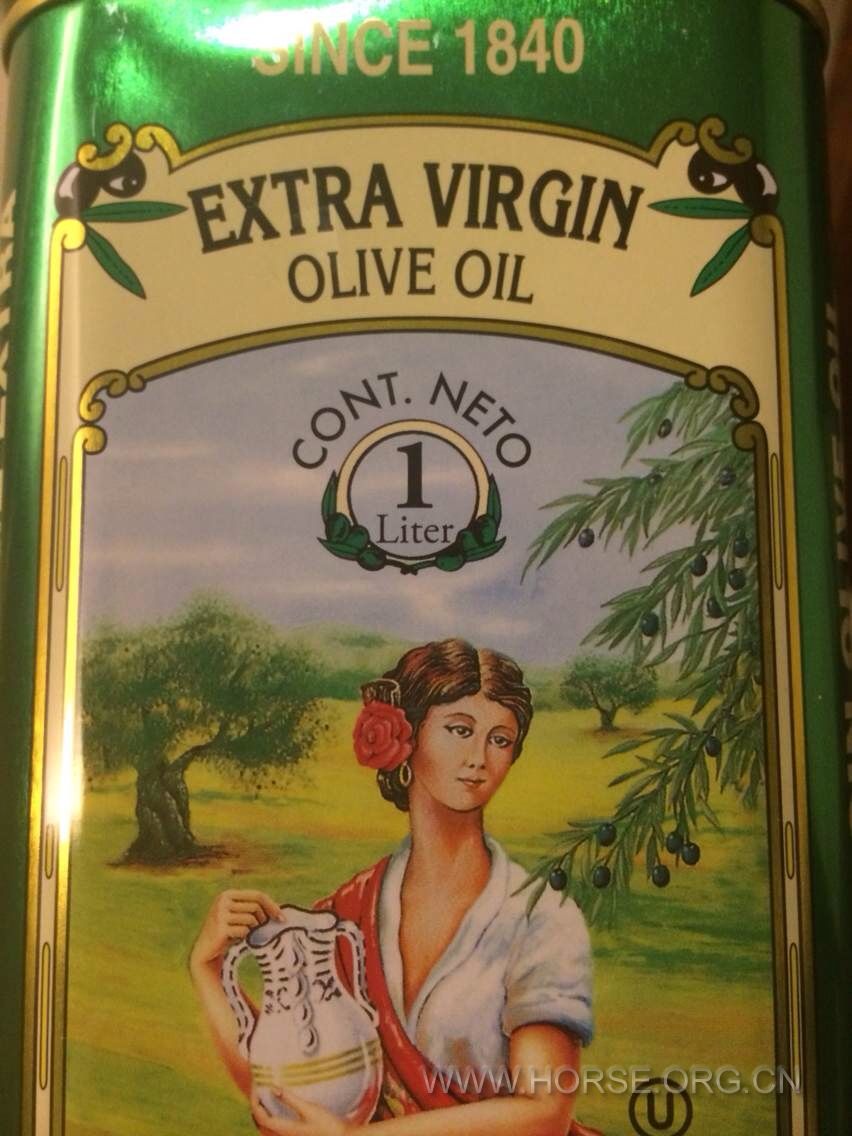 SINCE 1840
EXTRA VIRGIN
OLIVE OIL
CONT. NETO
1
Liter
WWW.HORSE.ORG.CN
U